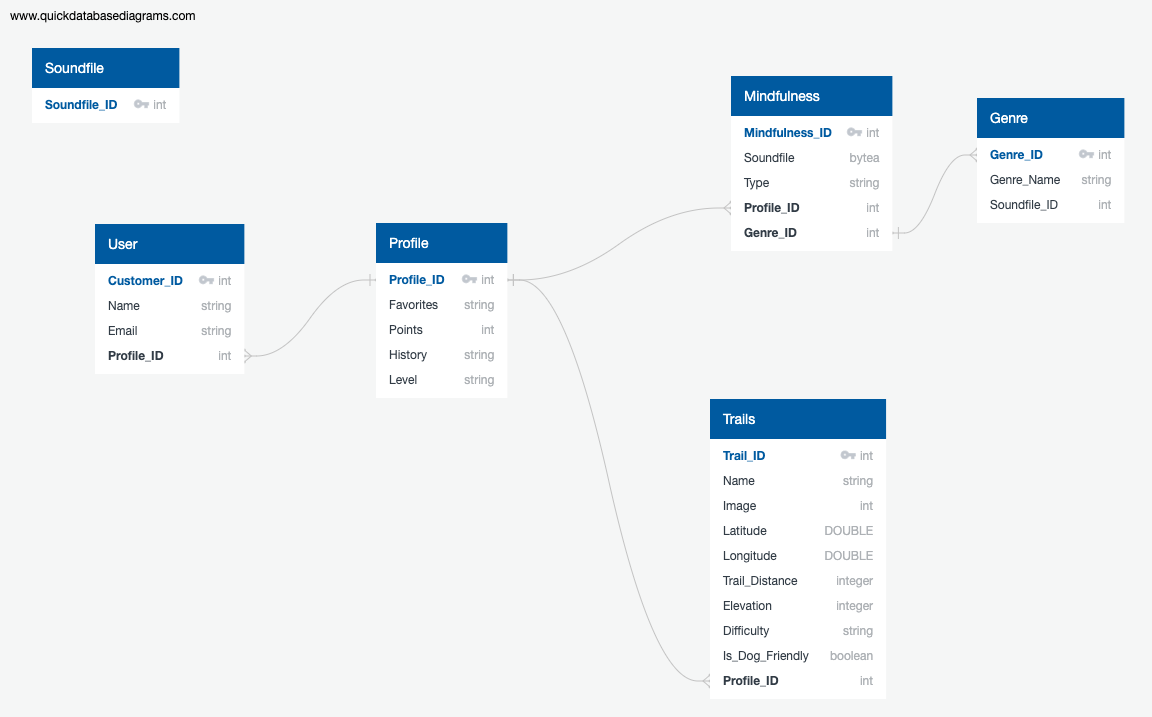 www.quickdatabasediagrams.com
Soundfile
Soundfile_ID int
User
Customer_ID int
Name string
Email string
Profile_ID int
Profile
Profile_ID int
Favorites string
Points int
History string
Level string
Mindfulness
Mindfulness_ID int
Soundfile bytea
Type string
Profile_ID int
Genre_ID int
Genre
Genre_ID int
Genre_Name string
Soundfile_ID int
Trails
Trail_ID int
Name string
Image int
Latitude DOUBLE
Longitude DOUBLE
Trail_Distance integer
Elevation integer
Difficulty string
Is_Dog_Friendly boolean
Profile_ID int